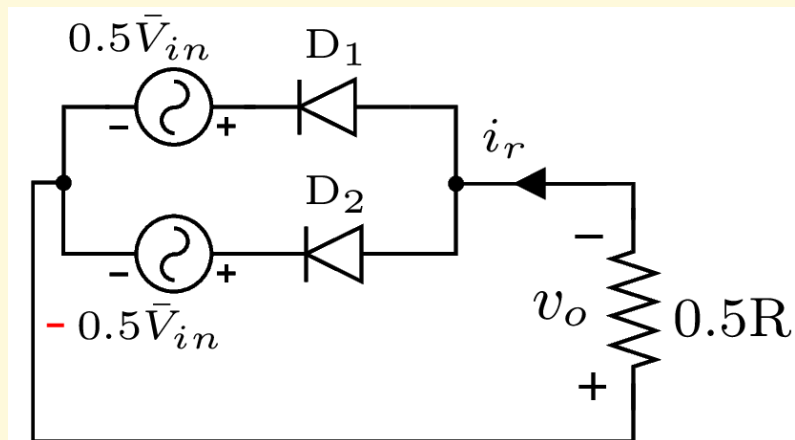 0.5V̄in
D1
- +
ir
D2
- +
- 0.5V̄in
−
vo
0.5R
+